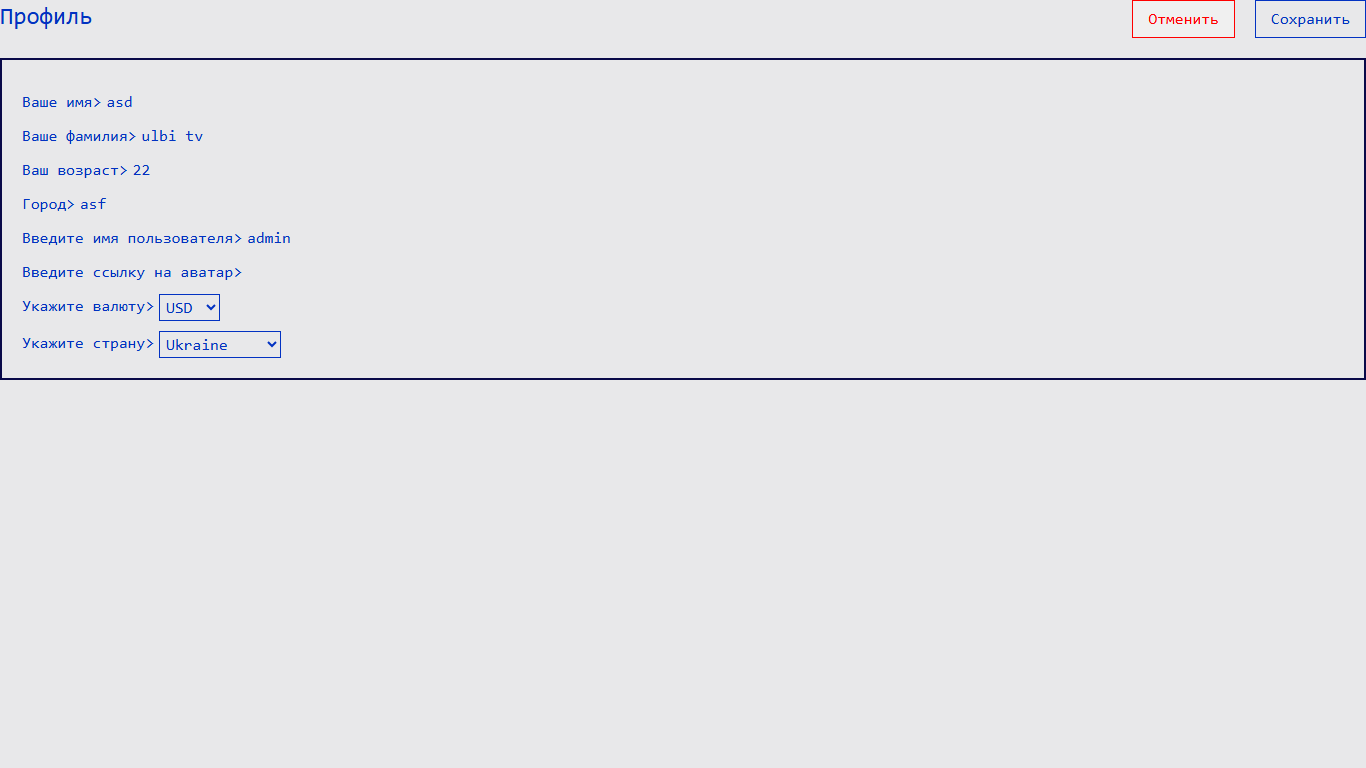 Профиль
Отменить
Сохранить
Ваше имя> asd
Ваше фамилия> ulbi tv
Ваш возраст> 22
Город> asf
Введите имя пользователя> admin
Введите ссылку на аватар>
Укажите валюту> USD
Укажите страну> Ukraine